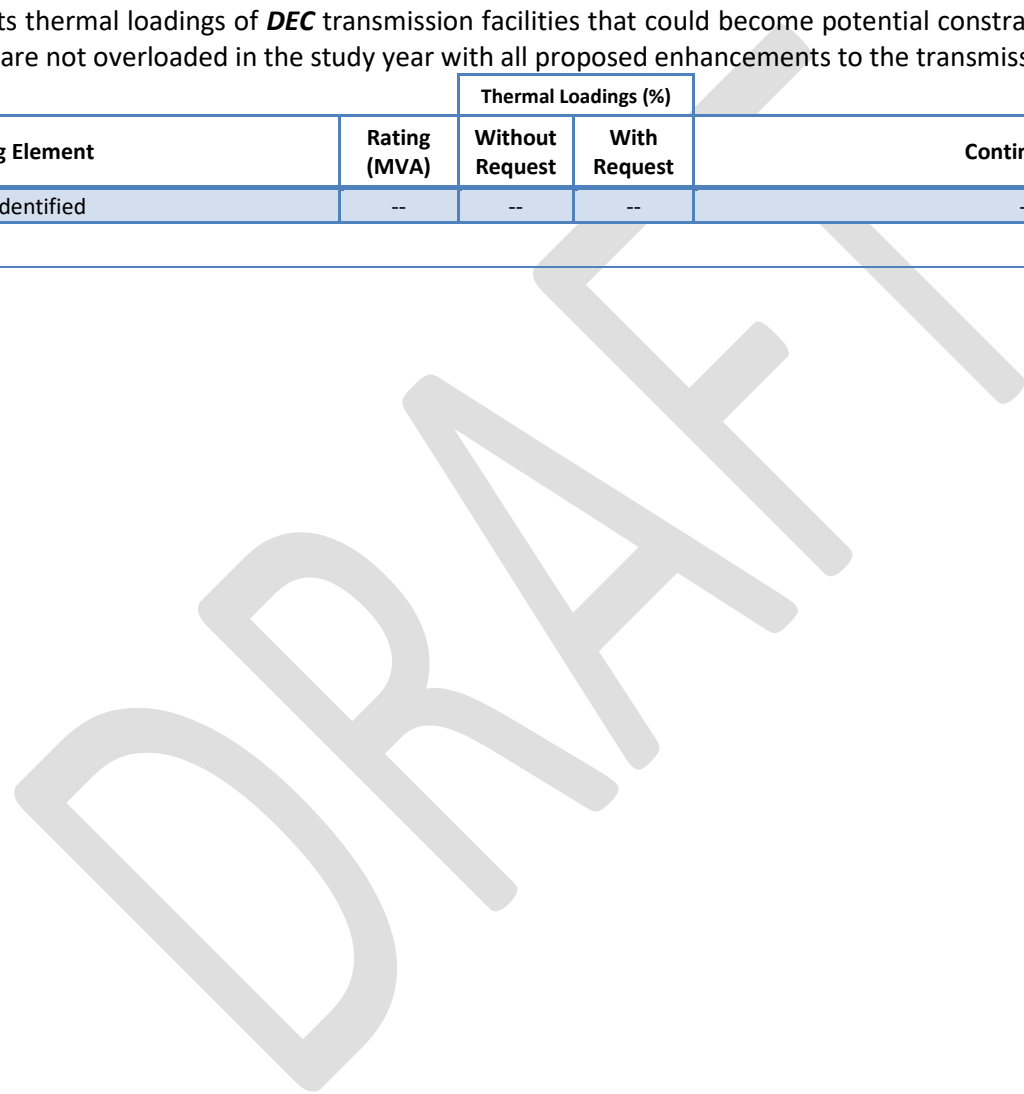 ts thermal loadings of DEC transmission facilities that could become potential constra
are not overloaded in the study year with all proposed enhancements to the transmiss
Thermal Loadings (%)
g Element Rating (MVA) Without Request With Request Contin
dentified -- -- -- -
DRAFT